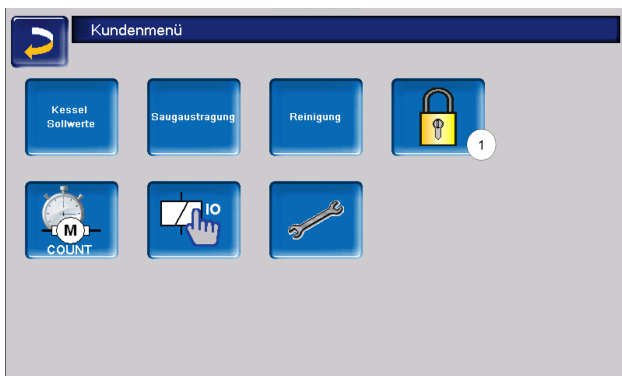 Kundenmenü
Kessel
Sollwerte
Saugaustragung
Reinigung
1
M
COUNT
IO